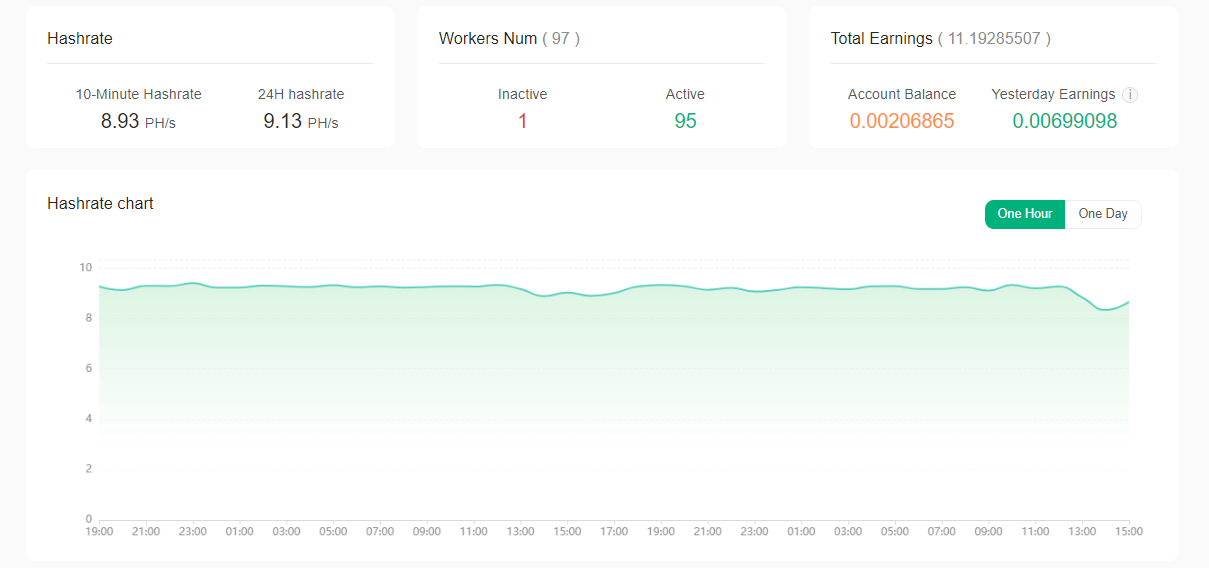 Hashrate
10-Minute Hashrate 24H hashrate
8.93 PH/s 9.13 PH/s
Workers Num ( 97 )
Inactive Active
1 95
Total Earnings ( 11.19285507 )
Account Balance Yesterday Earnings i
0.00206865 0.00699098
Hashrate chart
One Hour One Day
10
8
6
4
2
0
19:00 21:00 23:00 01:00 03:00 05:00 07:00 09:00 11:00 13:00 15:00 17:00 19:00 21:00 23:00 01:00 03:00 05:00 07:00 09:00 11:00 13:00 15:00